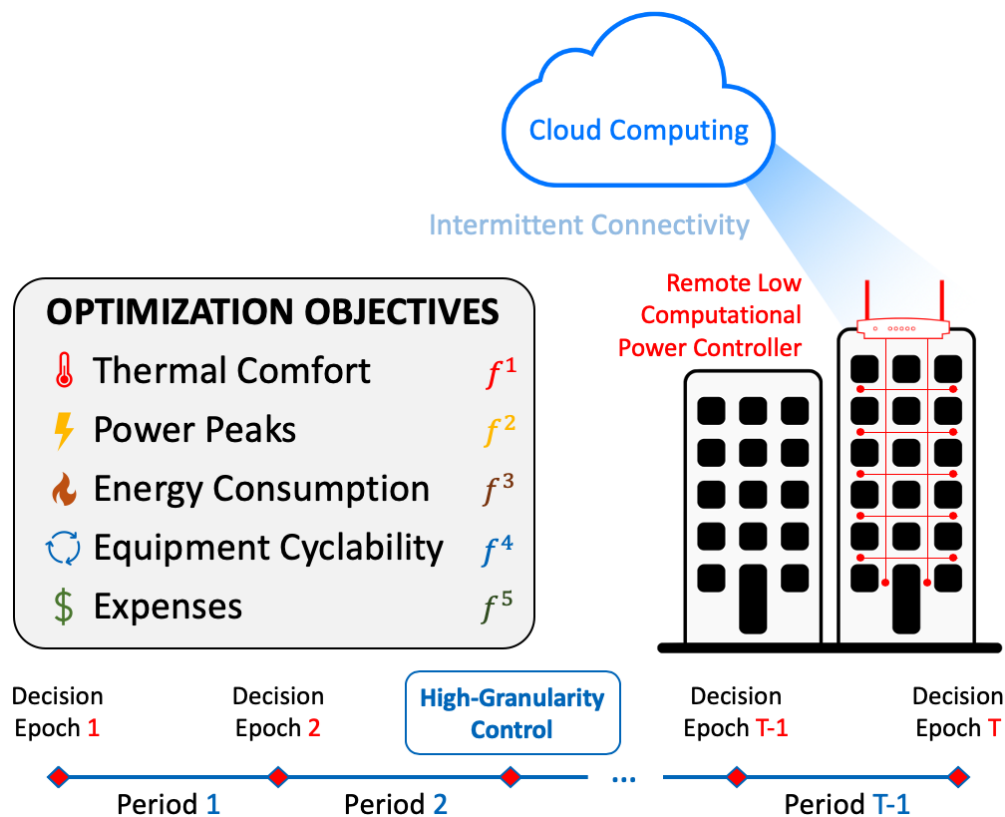 Cloud Computing
Intermittent Connectivity
Remote Low
Computational
Power Controller
OPTIMIZATION OBJECTIVES
Thermal Comfort f¹
Power Peaks f²
Energy Consumption f³
Equipment Cyclability f⁴
$ Expenses f⁵
Decision
Epoch 1
Decision
Epoch 2
High-Granularity
Control
Decision
Epoch T-1
Decision
Epoch T
...
Period 1
Period 2
Period T-1